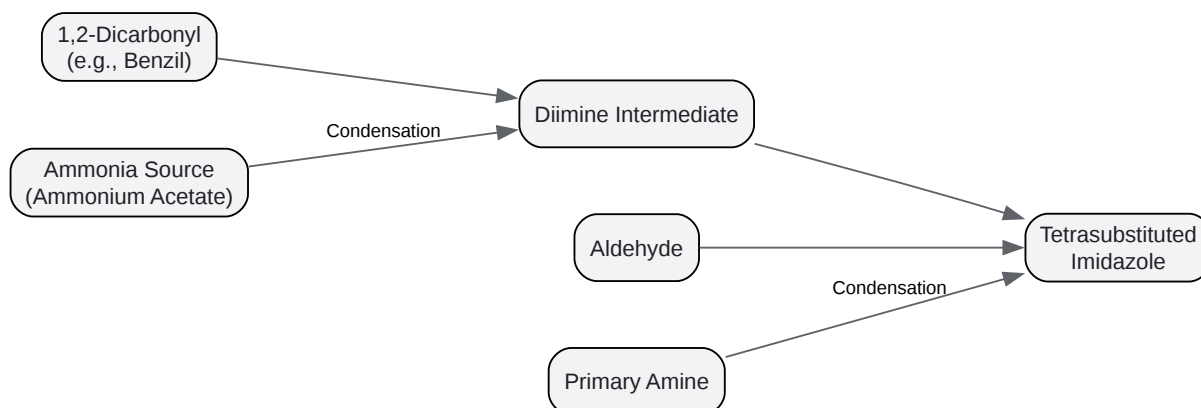 1,2-Dicarbonyl
(e.g., Benzil)
Diimine Intermediate
Condensation
Ammonia Source
(Ammonium Acetate)
Aldehyde
Tetrasubstituted
Imidazole
Condensation
Primary Amine